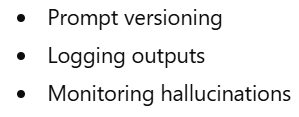 • Prompt versioning
• Logging outputs
• Monitoring hallucinations